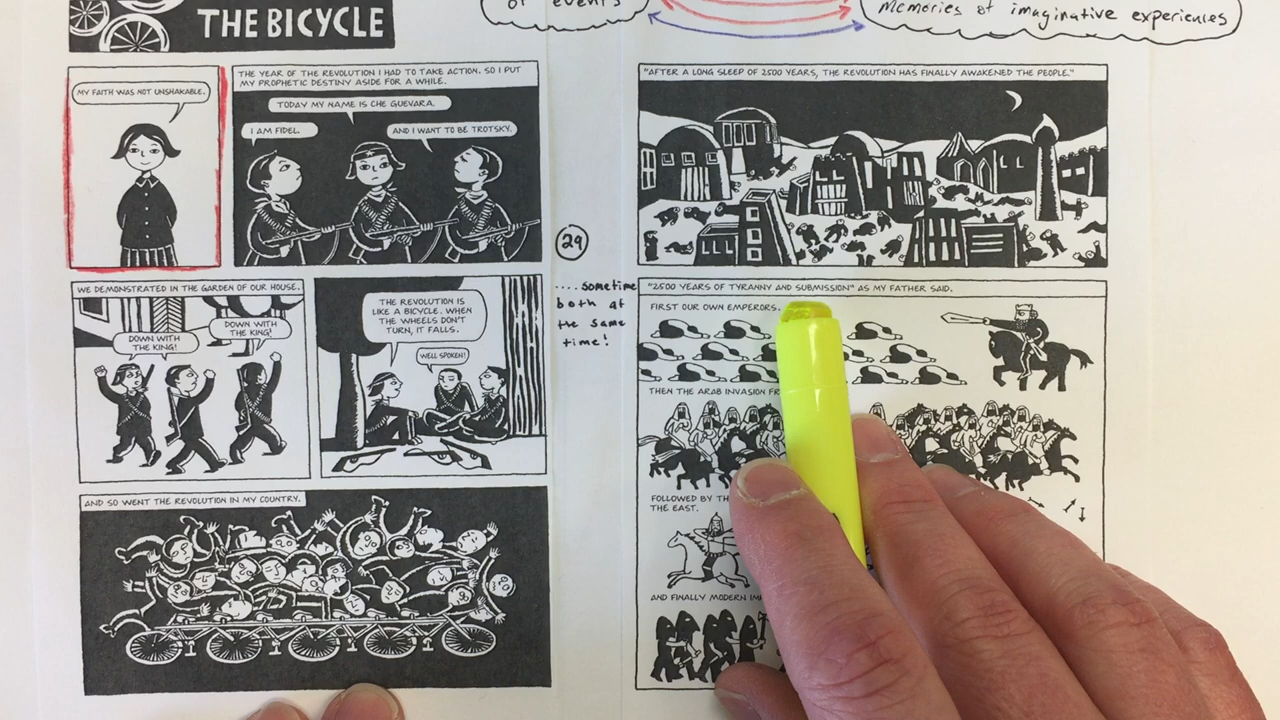 THE BICYCLE
of events
Memories of imaginative experiences
MY FAITH WAS NOT UNSHAKABLE.
THE YEAR OF THE REVOLUTION I HAD TO TAKE ACTION. SO I PUT
MY PROPHETIC DESTINY ASIDE FOR A WHILE.
TODAY MY NAME IS CHE GUEVARA.
I AM FIDEL.
AND I WANT TO BE TROTSKY.
WE DEMONSTRATED IN THE GARDEN OF OUR HOUSE.
DOWN WITH
THE KING!
DOWN WITH
THE KING!
THE REVOLUTION IS
LIKE A BICYCLE. WHEN
THE WHEELS DON'T
TURN, IT FALLS.
WELL SPOKEN!
AND SO WENT THE REVOLUTION IN MY COUNTRY.
29
....sometime
both at
the same
time!
"AFTER A LONG SLEEP OF 2500 YEARS, THE REVOLUTION HAS FINALLY AWAKENED THE PEOPLE."
"2500 YEARS OF TYRANNY AND SUBMISSION" AS MY FATHER SAID.
FIRST OUR OWN EMPERORS.
THEN THE ARAB INVASION
FOLLOWED BY
THE EAST.
AND FINALLY MODERN